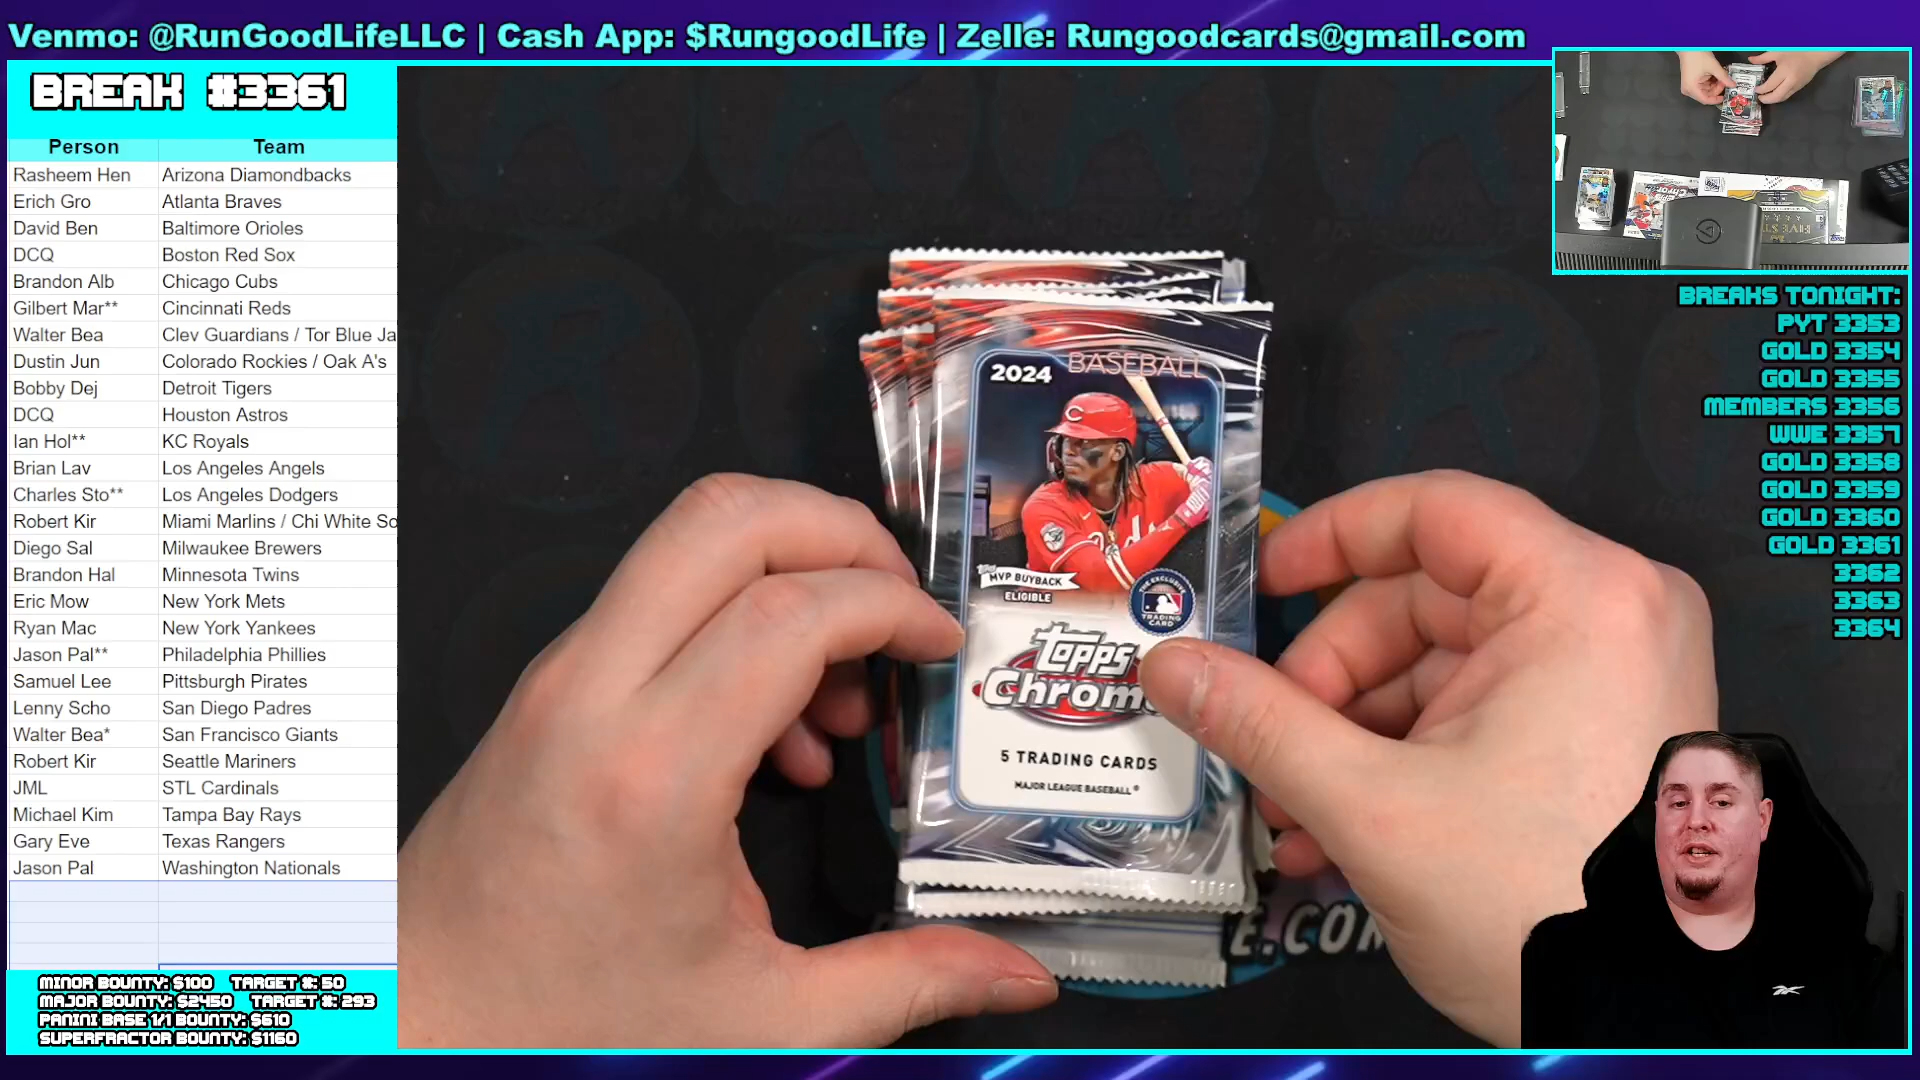 Venmo: @RunGoodLifeLLC | Cash App: $RungoodLife | Zelle: Rungoodcards@gmail.com
BREAK #3361
Person Team
Rasheem Hen Arizona Diamondbacks
Erich Gro Atlanta Braves
David Ben Baltimore Orioles
DCQ Boston Red Sox
Brandon Alb Chicago Cubs
Gilbert Mar** Cincinnati Reds
Walter Bea Clev Guardians / Tor Blue Ja
Dustin Jun Colorado Rockies / Oak A's
Bobby Dej Detroit Tigers
DCQ Houston Astros
Ian Hol** KC Royals
Brian Lav Los Angeles Angels
Charles Sto** Los Angeles Dodgers
Robert Kir Miami Marlins / Chi White So
Diego Sal Milwaukee Brewers
Brandon Hal Minnesota Twins
Eric Mow New York Mets
Ryan Mac New York Yankees
Jason Pal** Philadelphia Phillies
Samuel Lee Pittsburgh Pirates
Lenny Scho San Diego Padres
Walter Bea* San Francisco Giants
Robert Kir Seattle Mariners
JML STL Cardinals
Michael Kim Tampa Bay Rays
Gary Eve Texas Rangers
Jason Pal Washington Nationals
MINOR BOUNTY: $100 TARGET #: 50
MAJOR BOUNTY: $2450 TARGET #: 293
PANINI BASE 1/1 BOUNTY: $610
SUPERFRACTOR BOUNTY: $1160
2024 BASEBALL
topps
MVP BUYBACK
ELIGIBLE
THE EXCLUSIVE
TRADING
CARD
topps
Chrom
5 TRADING CARDS
MAJOR LEAGUE BASEBALL®
E.COM
BREAKS TONIGHT:
PYT 3353
GOLD 3354
GOLD 3355
MEMBERS 3356
WWE 3357
GOLD 3358
GOLD 3359
GOLD 3360
GOLD 3361
3362
3363
3364